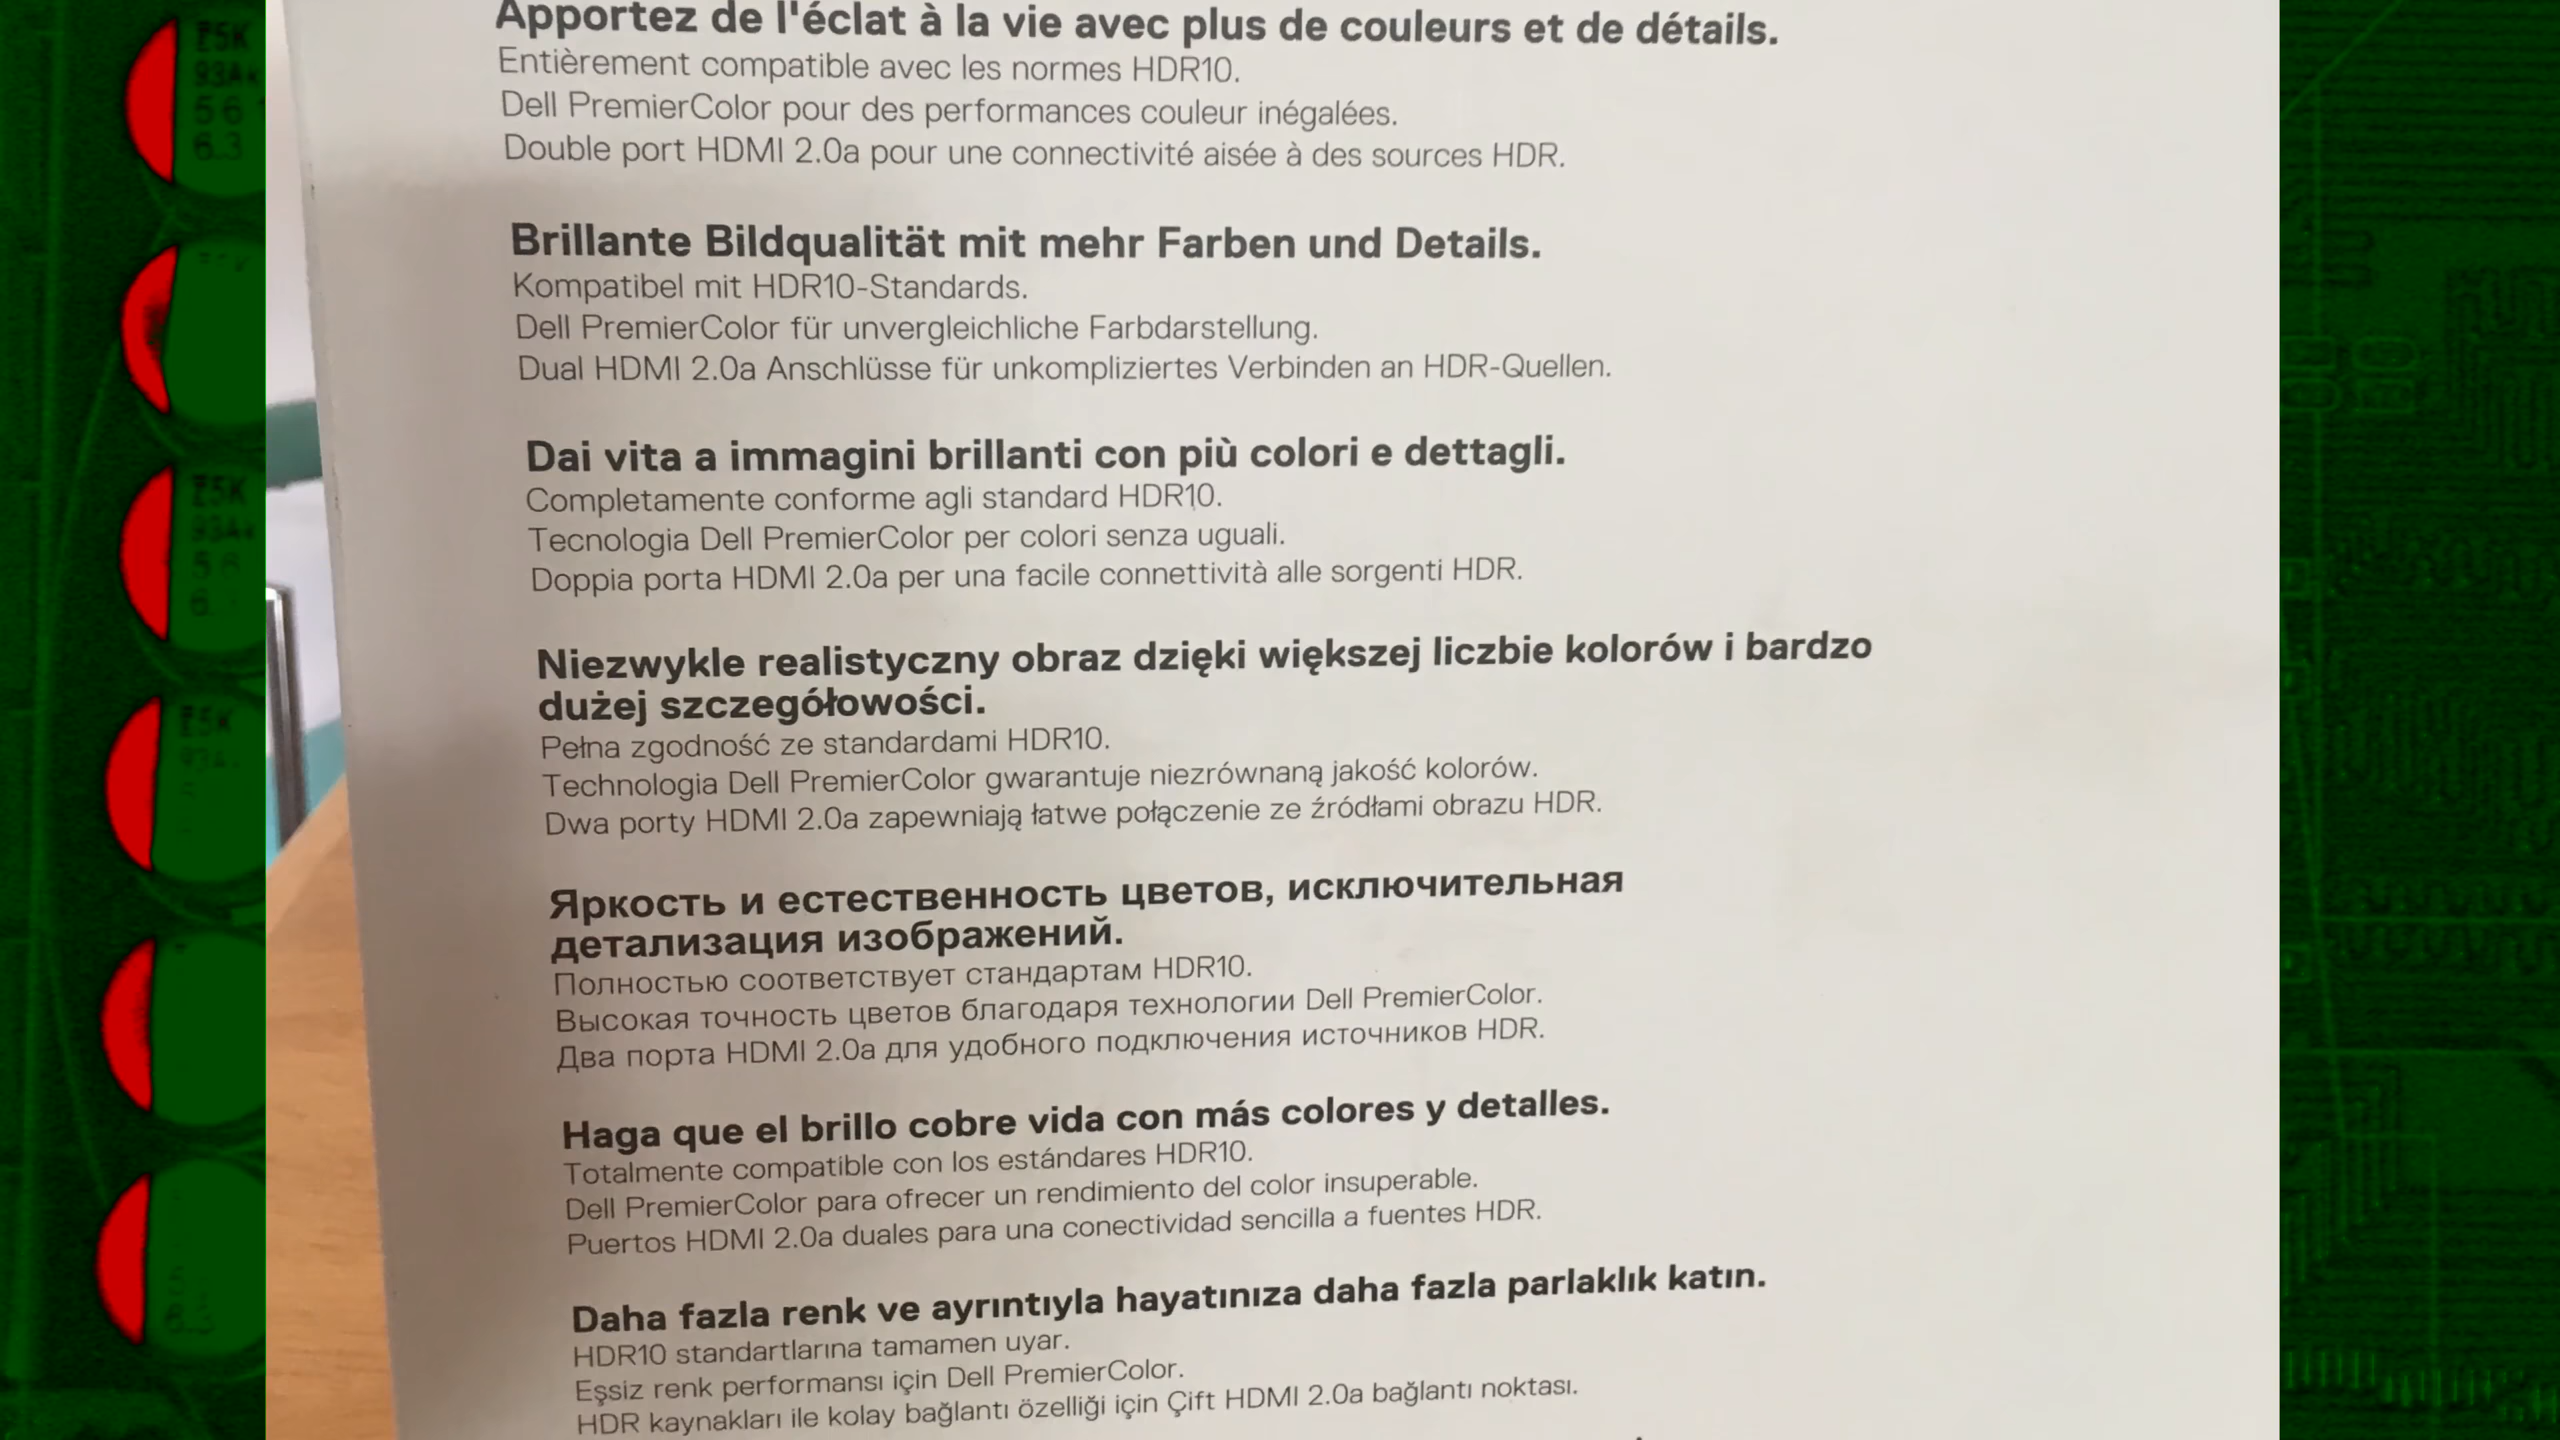 Apportez de l'éclat à la vie avec plus de couleurs et de détails.
Entièrement compatible avec les normes HDR10.
Dell PremierColor pour des performances couleur inégalées.
Double port HDMI 2.0a pour une connectivité aisée à des sources HDR.
Brillante Bildqualität mit mehr Farben und Details.
Kompatibel mit HDR10-Standards.
Dell PremierColor für unvergleichliche Farbdarstellung.
Dual HDMI 2.0a Anschlüsse für unkompliziertes Verbinden an HDR-Quellen.
Dai vita a immagini brillanti con più colori e dettagli.
Completamente conforme agli standard HDR10.
Tecnologia Dell PremierColor per colori senza uguali.
Doppia porta HDMI 2.0a per una facile connettività alle sorgenti HDR.
Niezwykle realistyczny obraz dzięki większej liczbie kolorów i bardzo
dużej szczegółowości.
Pełna zgodność ze standardami HDR10.
Technologia Dell PremierColor gwarantuje niezrównaną jakość kolorów.
Dwa porty HDMI 2.0a zapewniają łatwe połączenie ze źródłami obrazu HDR.
Яркость и естественность цветов, исключительная
детализация изображений.
Полностью соответствует стандартам HDR10.
Высокая точность цветов благодаря технологии Dell PremierColor.
Два порта HDMI 2.0a для удобного подключения источников HDR.
Haga que el brillo cobre vida con más colores y detalles.
Totalmente compatible con los estándares HDR10.
Dell PremierColor para ofrecer un rendimiento del color insuperable.
Puertos HDMI 2.0a duales para una conectividad sencilla a fuentes HDR.
Daha fazla renk ve ayrıntıyla hayatınıza daha fazla parlaklık katın.
HDR10 standartlarına tamamen uyar.
Eşsiz renk performansı için Dell PremierColor.
HDR kaynakları ile kolay bağlantı özelliği için Çift HDMI 2.0a bağlantı noktası.